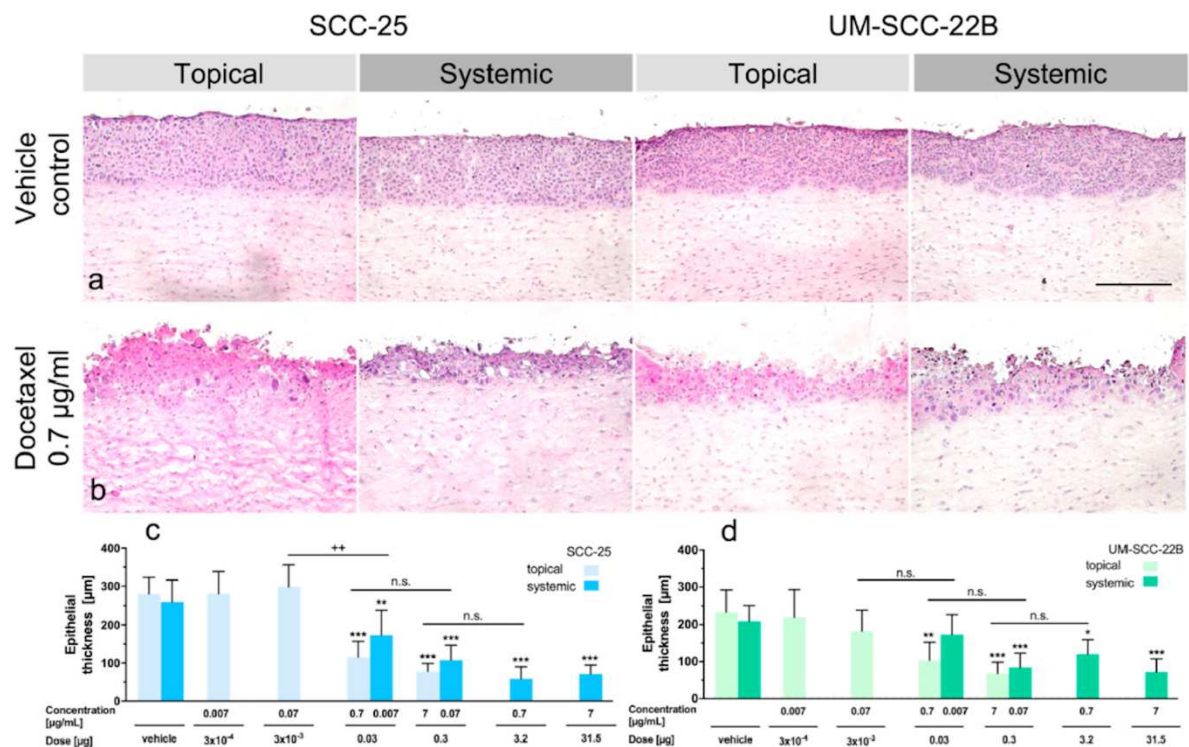 SCC-25 UM-SCC-22B
Topical Systemic Topical Systemic
Vehicle
control
a
Docetaxel
0.7 µg/ml
b
c
SCC-25
topical
systemic
++
n.s.
n.s.
*** ** *** *** *** ***
Epithelial
thickness [µm]
400
300
200
100
0
Concentration
[µg/mL]
0.007 0.07 0.7 0.007 7 0.07 0.7 7
Dose [µg] vehicle 3x10⁻⁴ 3x10⁻³ 0.03 0.3 3.2 31.5
d
UM-SCC-22B
topical
systemic
n.s.
n.s.
n.s.
** *** *** * ***
Epithelial
thickness [µm]
400
300
200
100
0
Concentration
[µg/mL]
0.007 0.07 0.7 0.007 7 0.07 0.7 7
Dose [µg] vehicle 3x10⁻⁴ 3x10⁻³ 0.03 0.3 3.2 31.5